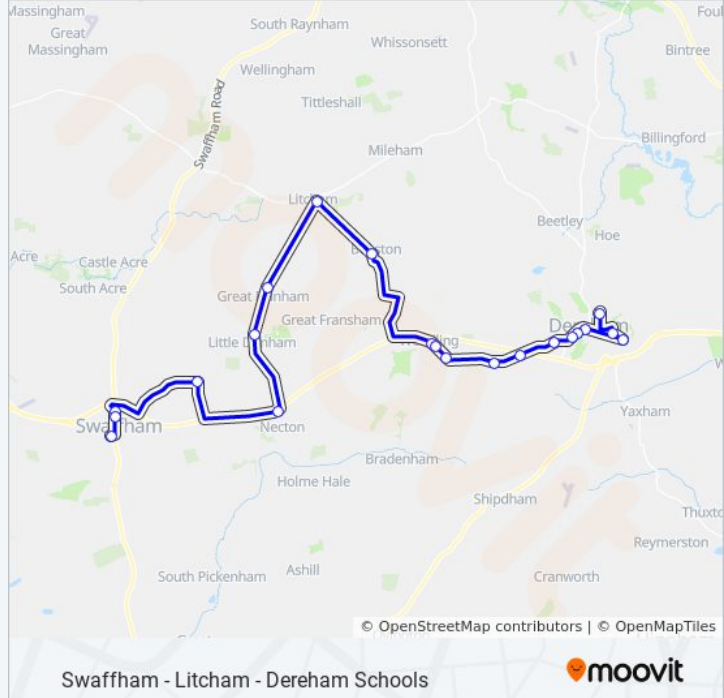 Massingham
South Raynham
Foul
Great
Massingham
Whissonsett
Bintree
Wellingham
Swaffham Road
Tittleshall
Billingford
Mileham
Litcham
Beetley
Hoe
Acre
Castle Acre
South Acre
Great Dunham
Great Fransham
Little Dunham
Yaxham
Swaffham
Necton
Bradenham
Holme Hale
Shipdham
Thuxto
Reymerston
South Pickenham
Ashill
Cranworth
© OpenStreetMap contributors | © OpenMapTiles
Swaffham - Litcham - Dereham Schools
moovit